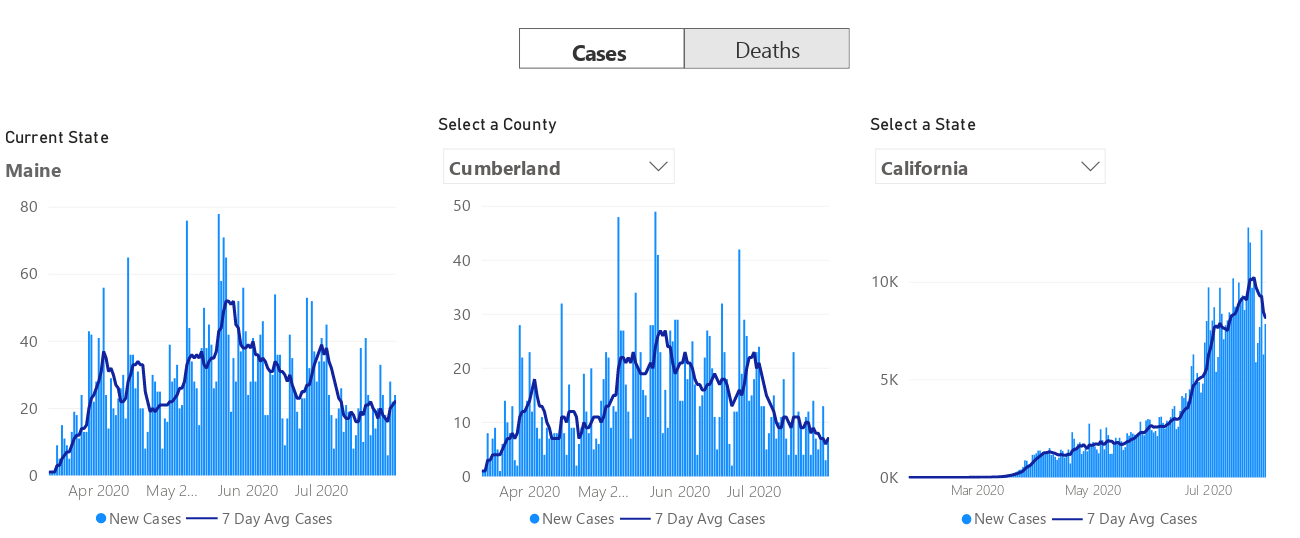 Cases Deaths
Current State
Maine
80
60
40
20
0
Apr 2020 May 2... Jun 2020 Jul 2020
New Cases 7 Day Avg Cases
Select a County
Cumberland
50
40
30
20
10
0
Apr 2020 May 2... Jun 2020 Jul 2020
New Cases 7 Day Avg Cases
Select a State
California
10K
5K
0K
Mar 2020 May 2020 Jul 2020
New Cases 7 Day Avg Cases